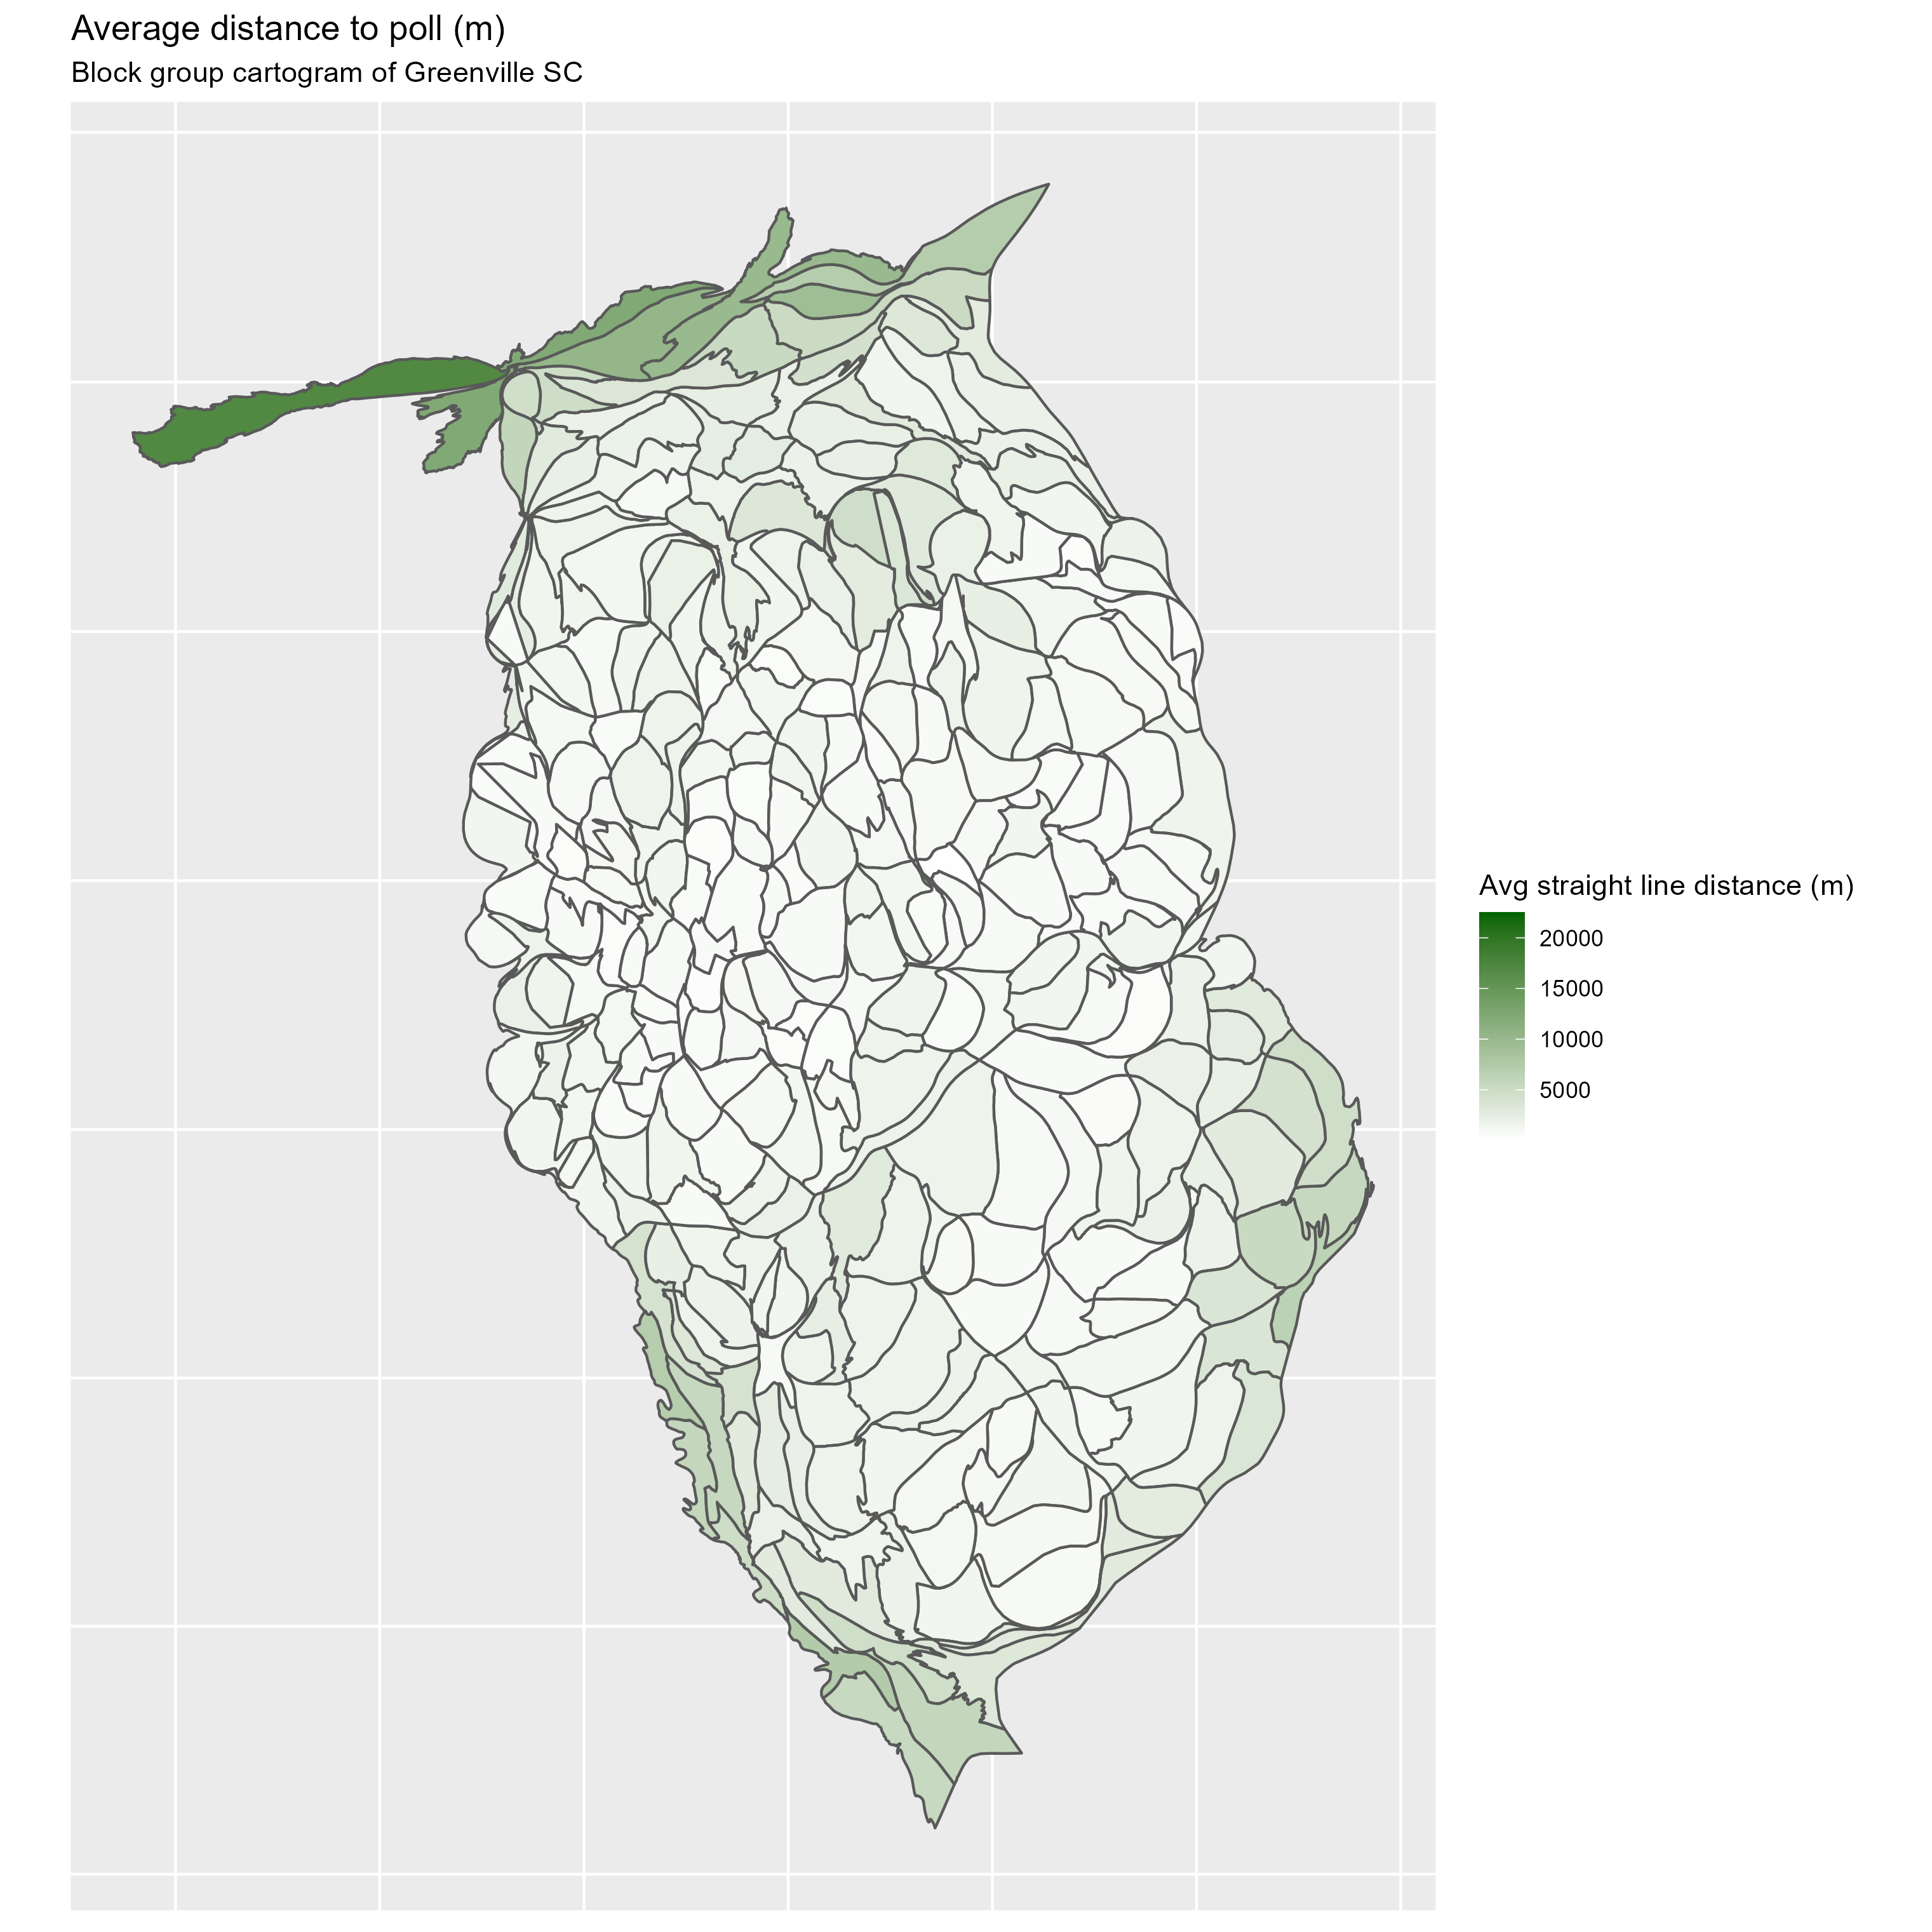 Average distance to poll (m)
Block group cartogram of Greenville SC
Avg straight line distance (m)
20000
15000
10000
5000